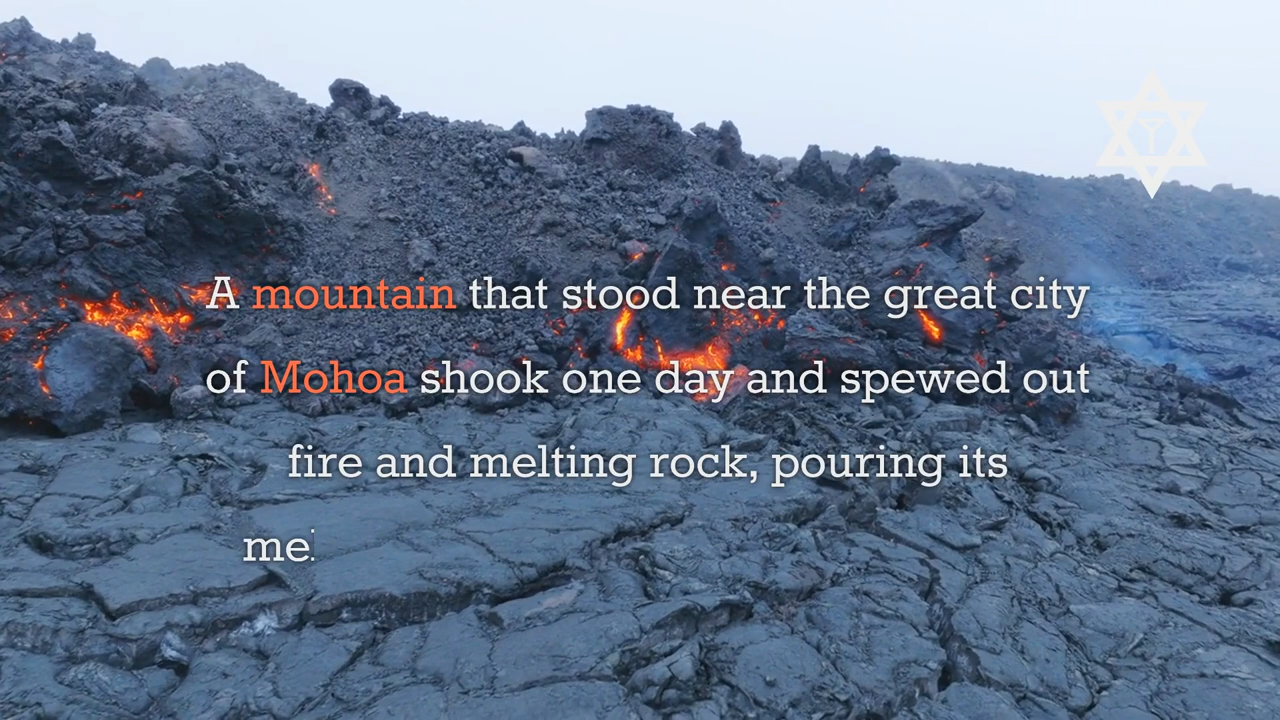 A mountain that stood near the great city
of Mohoa shook one day and spewed out
fire and melting rock, pouring its
me